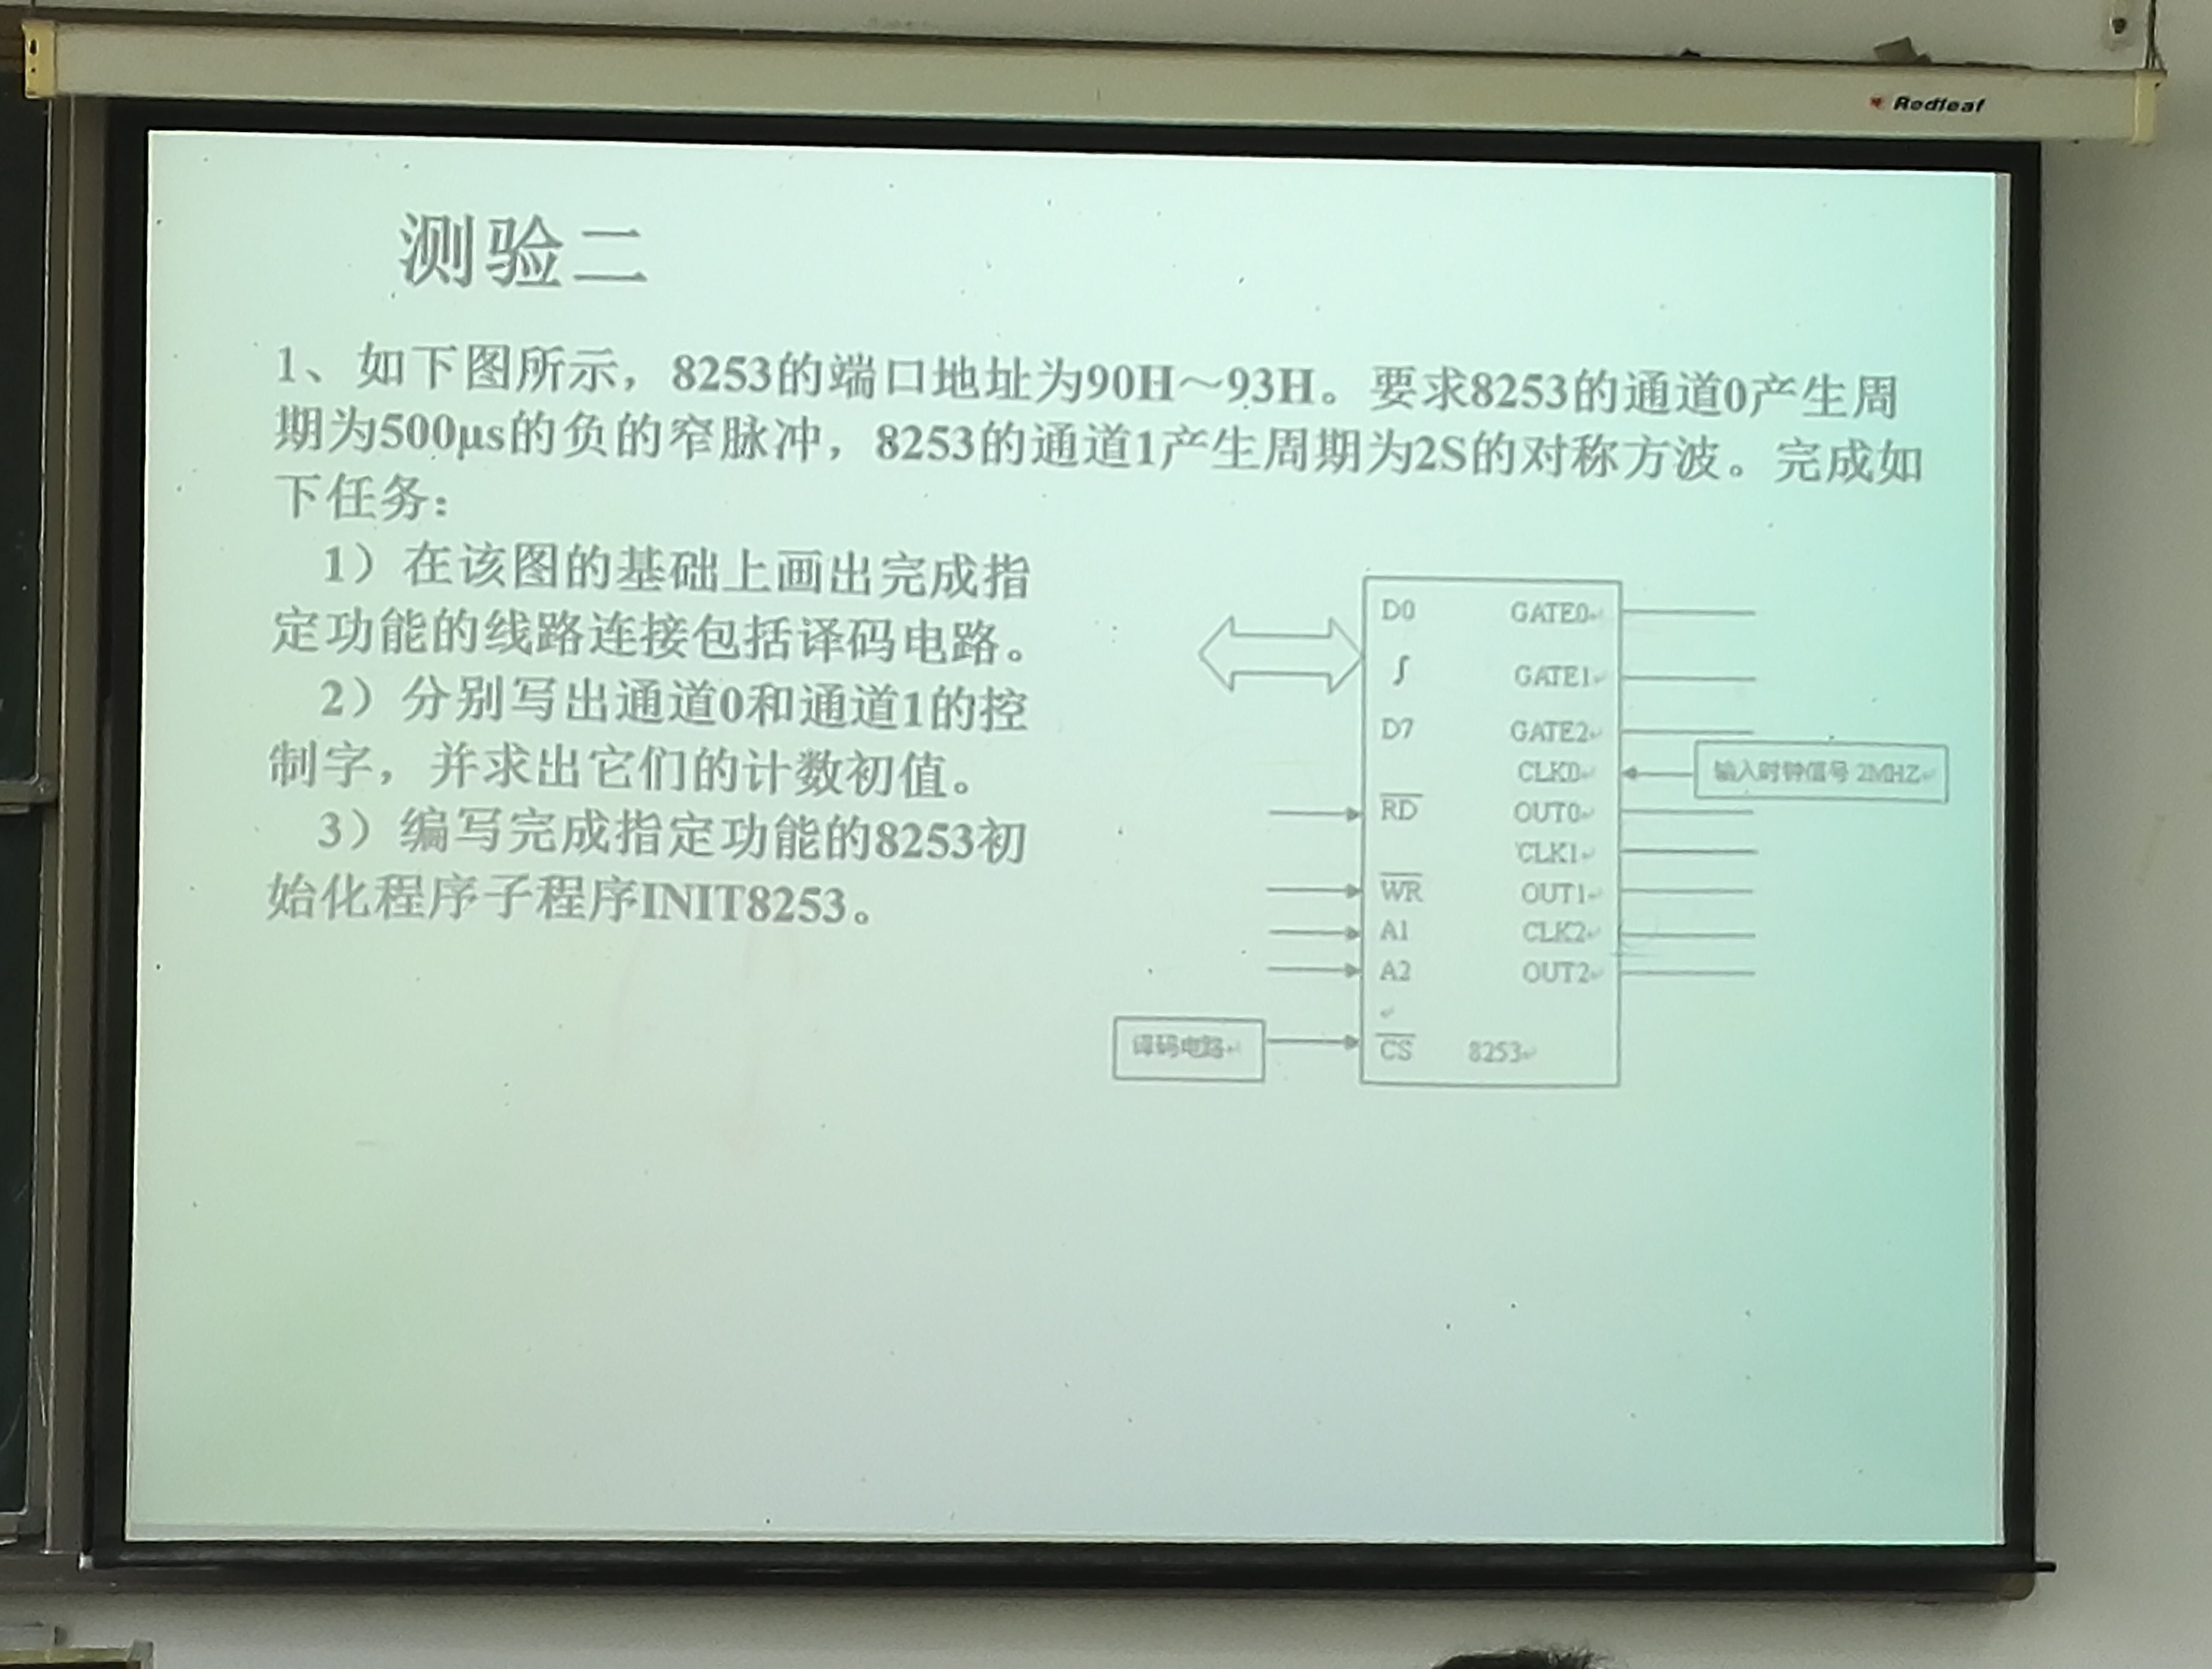 Redleaf
测验二
1、如下图所示，8253的端口地址为90H～93H。要求8253的通道0产生周
期为500μs的负的窄脉冲，8253的通道1产生周期为2S的对称方波。完成如
下任务：
1）在该图的基础上画出完成指
定功能的线路连接包括译码电路。
2）分别写出通道0和通道1的控
制字，并求出它们的计数初值。
3）编写完成指定功能的8253初
始化程序子程序INIT8253。
D0 GATE0
∫ GATE1
D7 GATE2
CLK0 输入时钟信号 2MHZ
RD OUT0
CLK1
WR OUT1
A1 CLK2
A2 OUT2
译码电路 CS 8253